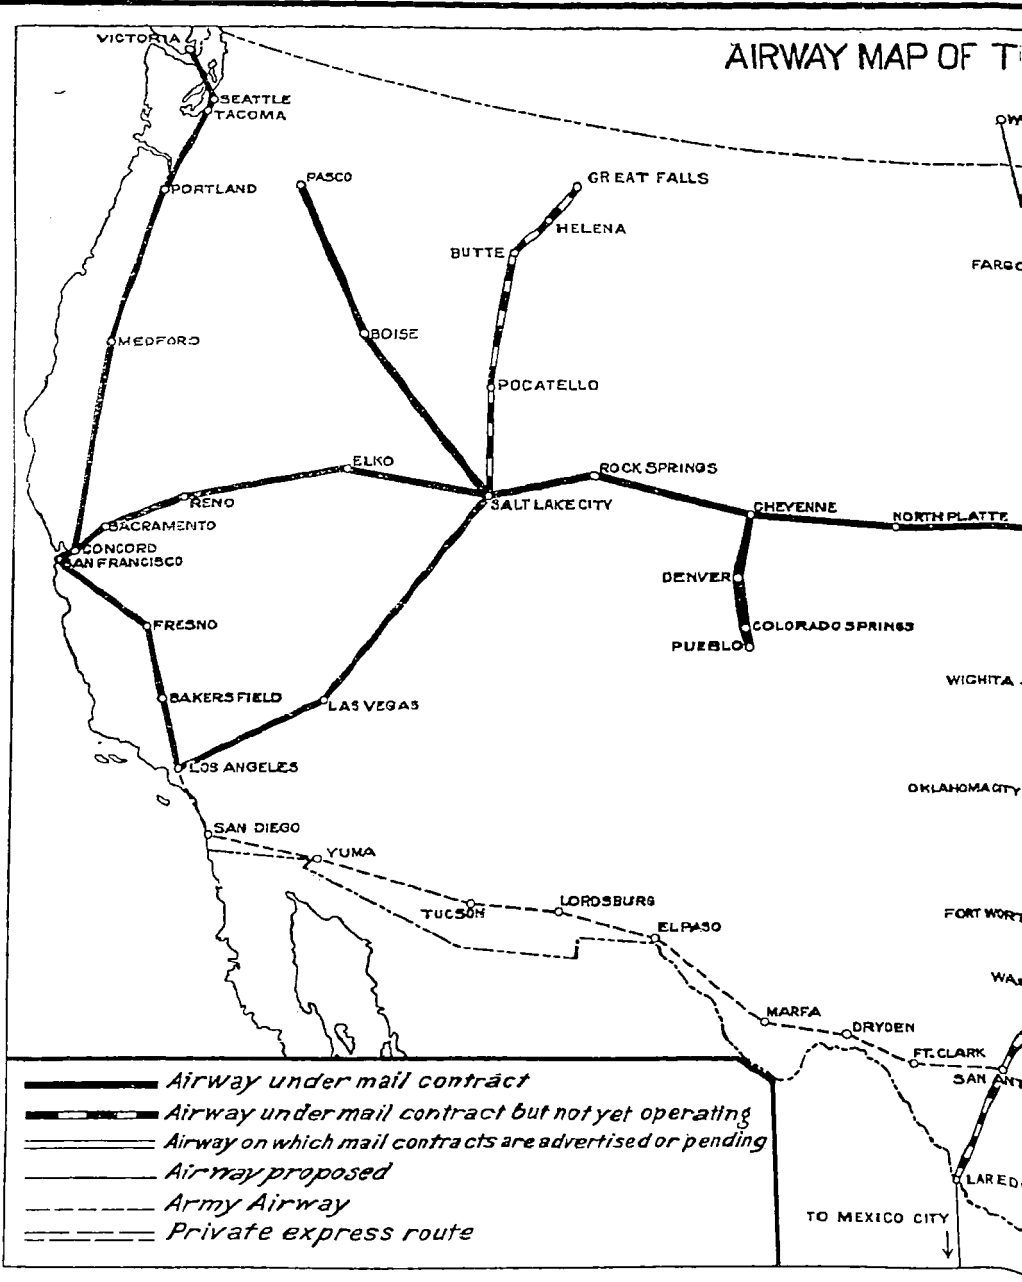 AIRWAY MAP OF T
VICTORIA
SEATTLE
TACOMA
PORTLAND
PASCO
GREAT FALLS
HELENA
BUTTE
FARGO
MEDFORD
BOISE
POCATELLO
ELKO
ROCK SPRINGS
RENO
SALT LAKE CITY
CHEYENNE
NORTH PLATTE
SACRAMENTO
CONCORD
SAN FRANCISCO
DENVER
COLORADO SPRINGS
PUEBLO
FRESNO
WICHITA
BAKERSFIELD
LAS VEGAS
LOS ANGELES
OKLAHOMA CITY
SAN DIEGO
YUMA
TUCSON
LORDSBURG
FORT WORT
EL PASO
WA
MARFA
DRYDEN
FT. CLARK
SAN ANT
LARED
TO MEXICO CITY
Airway under mail contract
Airway under mail contract but not yet operating
Airway on which mail contracts are advertised or pending
Airway proposed
Army Airway
Private express route